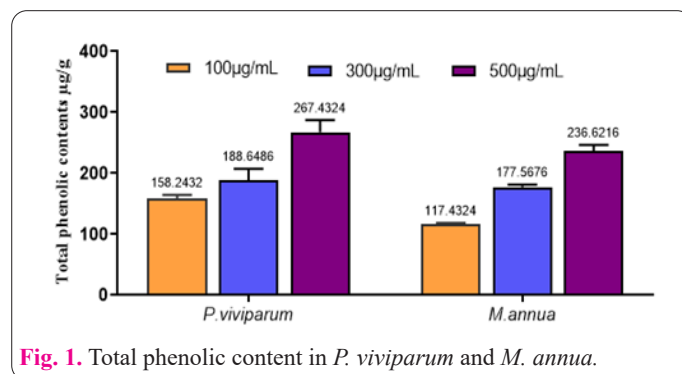 400
100µg/mL 300µg/mL 500µg/mL
300
267.4324
236.6216
188.6486
177.5676
200
158.2432
117.4324
100
0
Total phenolic contents µg/g
P.viviparum M.annua
Fig. 1. Total phenolic content in P. viviparum and M. annua.